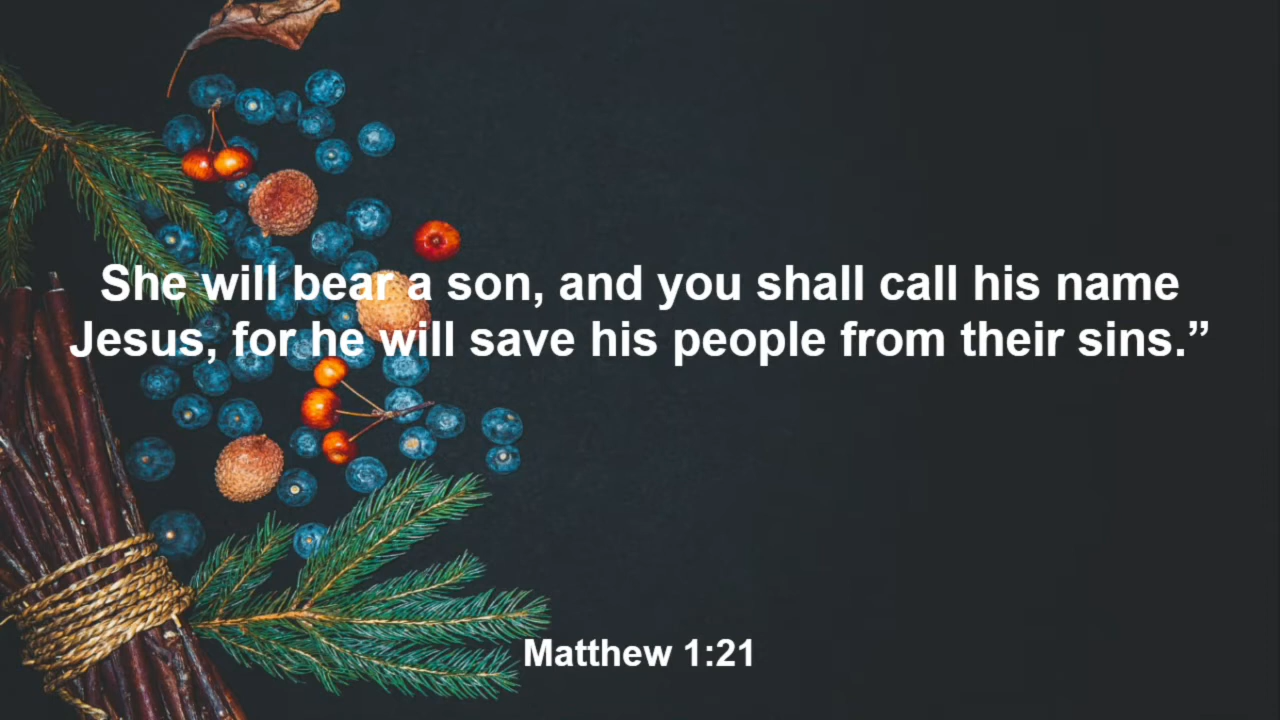 She will bear a son, and you shall call his name
Jesus, for he will save his people from their sins.”
Matthew 1:21